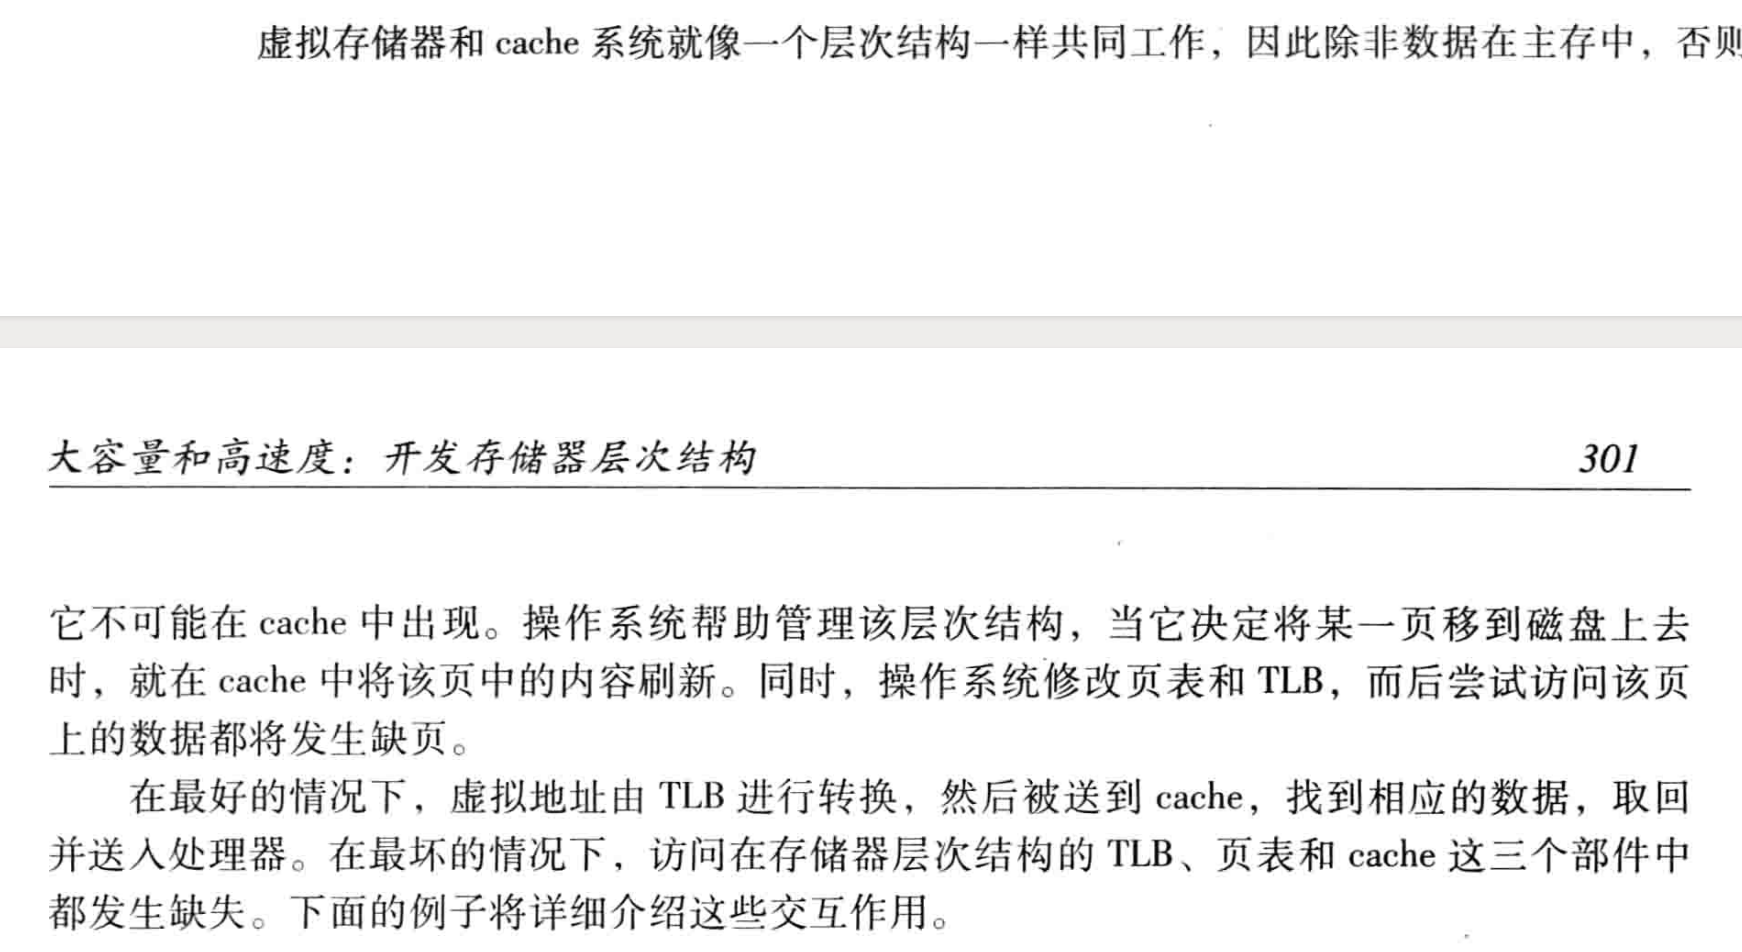 虚拟存储器和 cache 系统就像一个层次结构一样共同工作，因此除非数据在主存中，否则
大容量和高速度：开发存储器层次结构 301
它不可能在 cache 中出现。操作系统帮助管理该层次结构，当它决定将某一页移到磁盘上去
时，就在 cache 中将该页中的内容刷新。同时，操作系统修改页表和 TLB，而后尝试访问该页
上的数据都将发生缺页。
在最好的情况下，虚拟地址由 TLB 进行转换，然后被送到 cache，找到相应的数据，取回
并送入处理器。在最坏的情况下，访问在存储器层次结构的 TLB、页表和 cache 这三个部件中
都发生缺失。下面的例子将详细介绍这些交互作用。